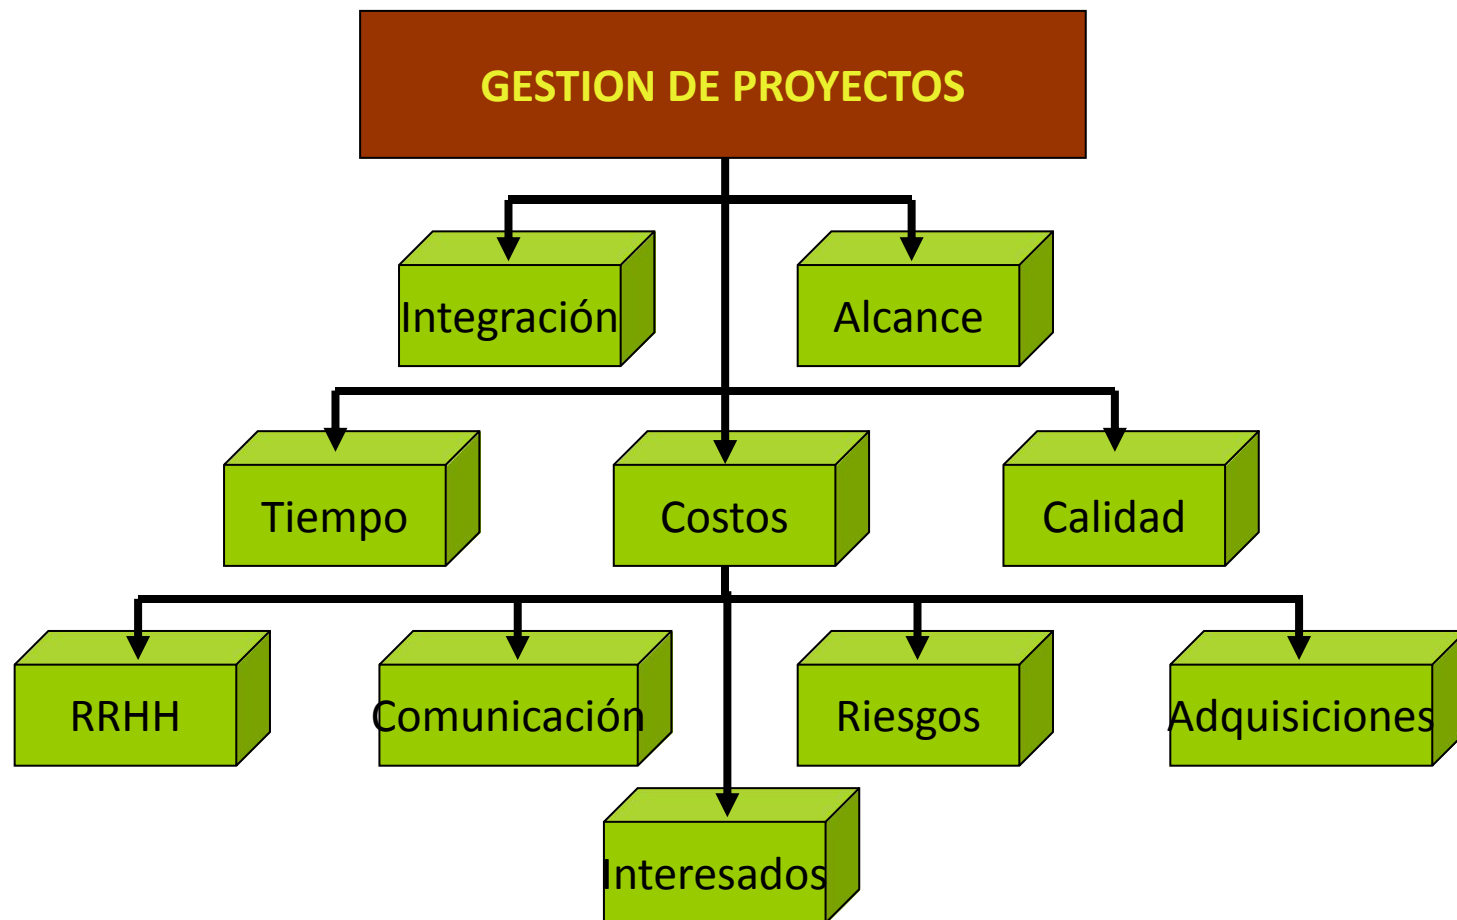 GESTION DE PROYECTOS
Integración
Alcance
Tiempo
Costos
Calidad
RRHH
Comunicación
Riesgos
Adquisiciones
Interesados